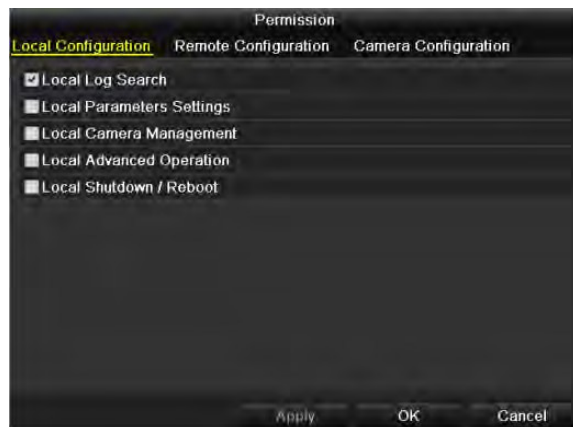 Permission
Local Configuration Remote Configuration Camera Configuration
Local Log Search
Local Parameters Settings
Local Camera Management
Local Advanced Operation
Local Shutdown / Reboot
Apply OK Cancel